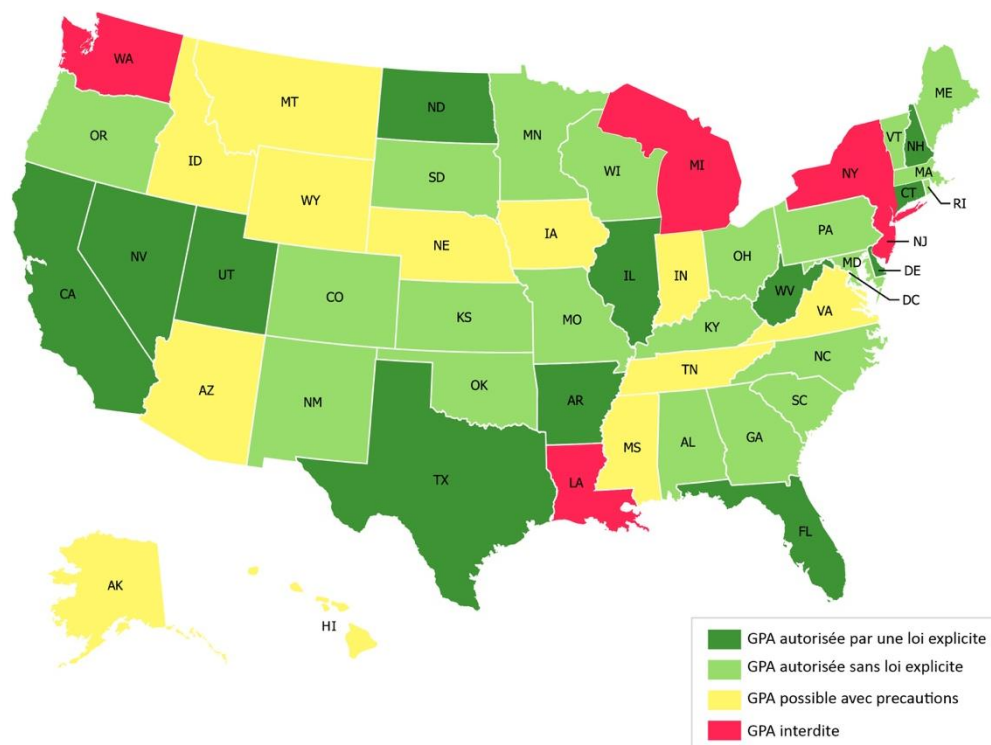 WA
MT
ND
MN
ME
OR
ID
SD
WI
MI
VT
NH
NY
MA
CT
RI
WY
NE
IA
PA
NJ
NV
UT
CO
IL
IN
OH
MD
DE
DC
CA
KS
MO
WV
VA
KY
AZ
NM
OK
AR
TN
NC
SC
MS
AL
GA
TX
LA
FL
AK
HI
GPA autorisée par une loi explicite
GPA autorisée sans loi explicite
GPA possible avec precautions
GPA interdite